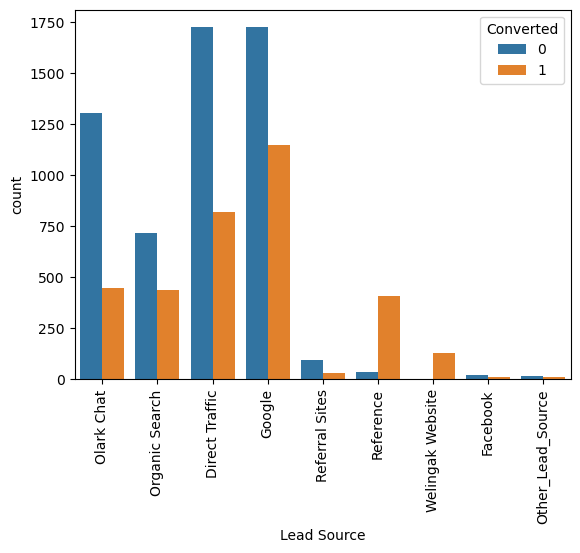 1750
1500
1250
1000
750
500
250
0
count
Converted
0
1
Olark Chat
Organic Search
Direct Traffic
Google
Referral Sites
Reference
Welingak Website
Facebook
Other_Lead_Source
Lead Source